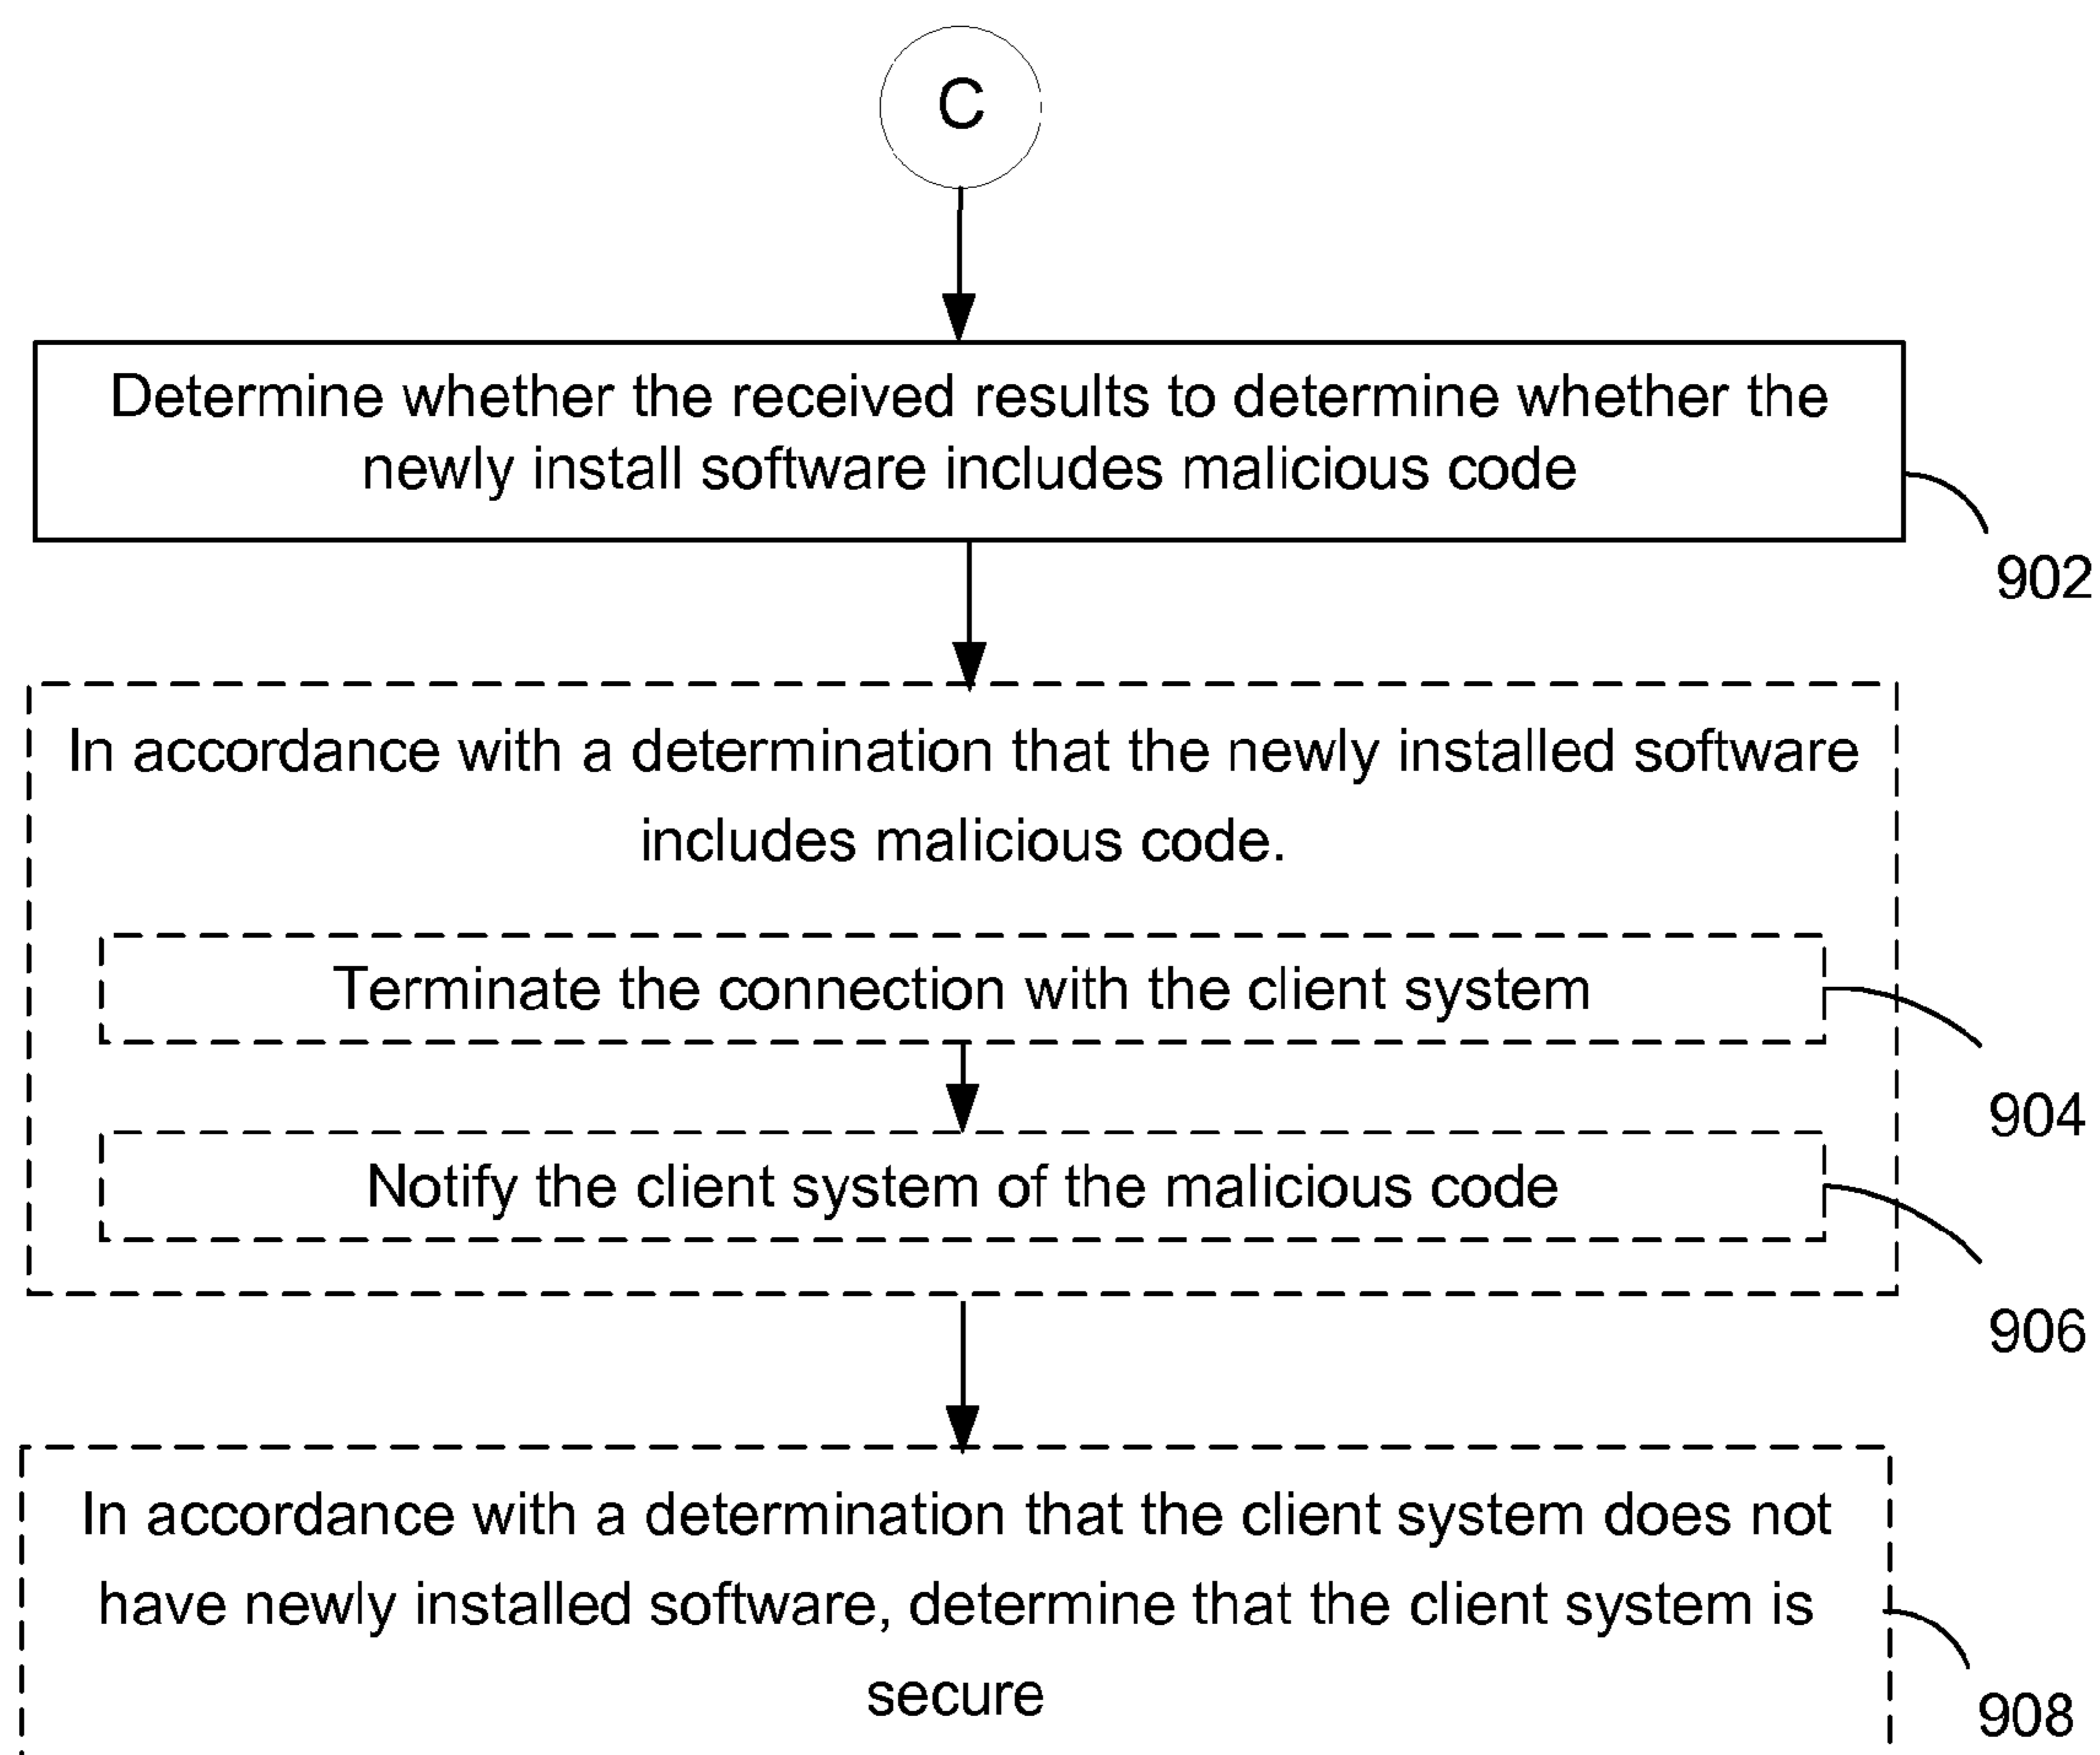 C
Determine whether the received results to determine whether the
newly install software includes malicious code
902
In accordance with a determination that the newly installed software
includes malicious code.
Terminate the connection with the client system
904
Notify the client system of the malicious code
906
In accordance with a determination that the client system does not
have newly installed software, determine that the client system is
secure
908